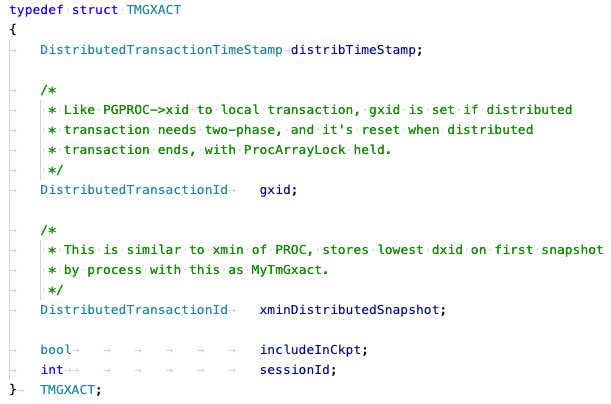 typedef struct TMGXACT
{
    DistributedTransactionTimeStamp distribTimeStamp;

    /*
     * Like PGPROC->xid to local transaction, gxid is set if distributed
     * transaction needs two-phase, and it's reset when distributed
     * transaction ends, with ProcArrayLock held.
     */
    DistributedTransactionId    gxid;

    /*
     * This is similar to xmin of PROC, stores lowest dxid on first snapshot
     * by process with this as MyTmGxact.
     */
    DistributedTransactionId    xminDistributedSnapshot;

    bool                        includeInCkpt;
    int                         sessionId;
}   TMGXACT;